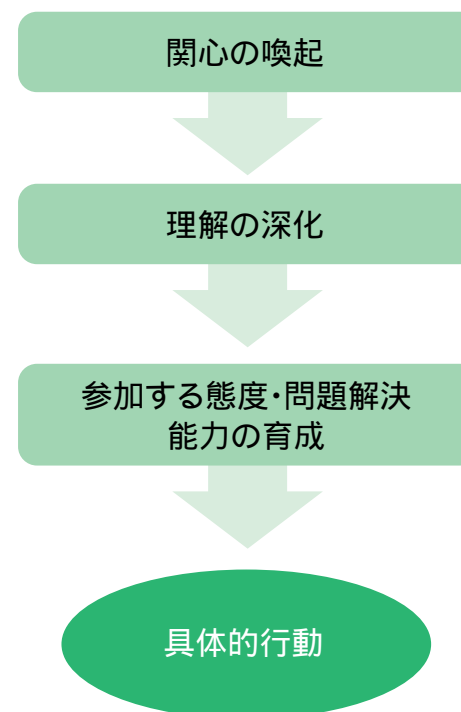 関心の喚起
理解の深化
参加する態度・問題解決
能力の育成
具体的行動